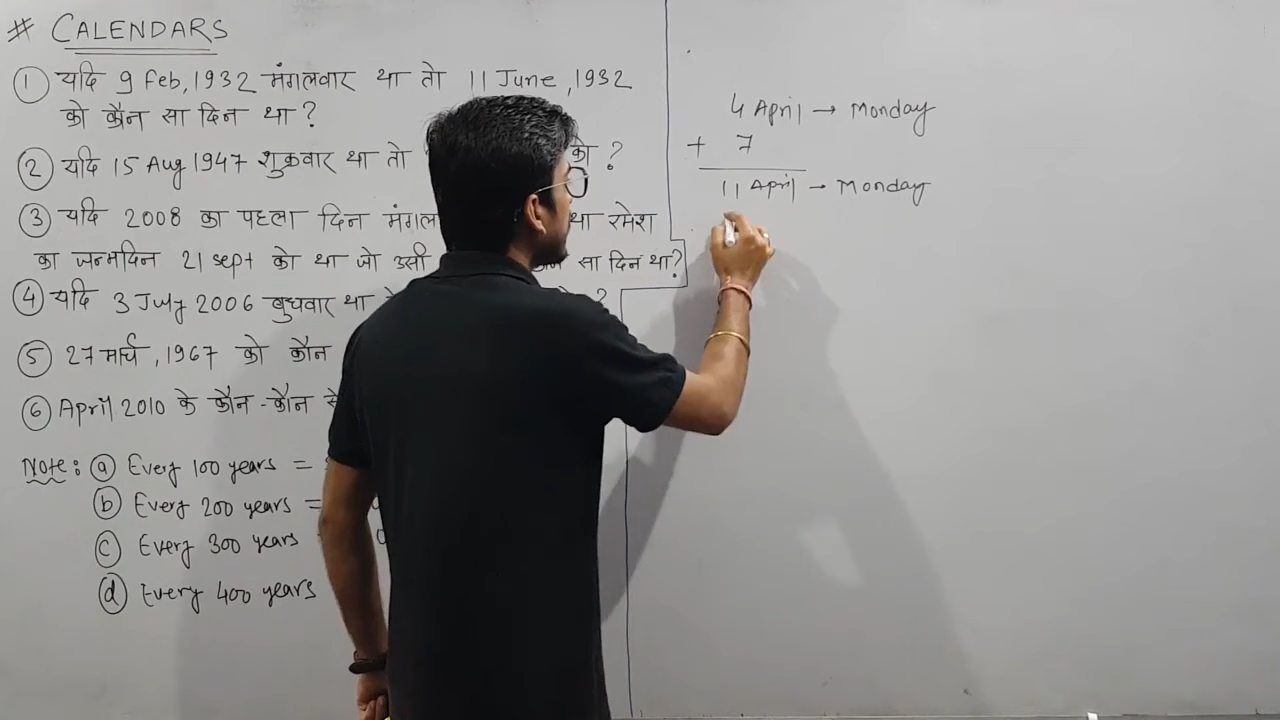 # CALENDARS
① यदि 9 Feb, 1932 मंगलवार था तो 11 June, 1932
को कौन सा दिन था ?
② यदि 15 Aug 1947 शुक्रवार था तो को ?
③ यदि 2008 का पहला दिन था रमेश
का जन्मदिन 21 sept को था जो उसी सा दिन था?
④ यदि 3 July 2006 बुधवार था ?
⑤ 27 मार्च, 1967 को कौन
⑥ April 2010 के कौन-कौन से
Note: ⓐ Every 100 years =
ⓑ Every 200 years =
ⓒ Every 300 years
ⓓ Every 400 years
4 April → Monday
+ 7
11 April → Monday